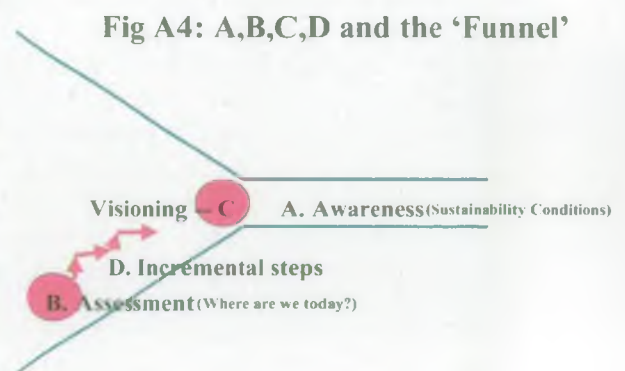 Fig A4: A,B,C,D and the ‘Funnel’
Visioning – C
A. Awareness(Sustainability Conditions)
D. Incremental steps
B. Assessment(Where are we today?)